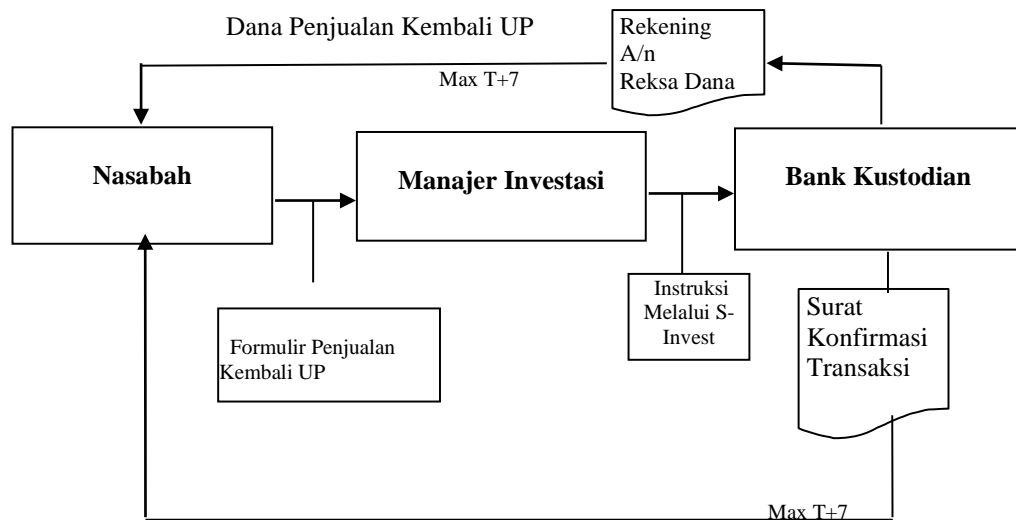 Dana Penjualan Kembali UP
Rekening
A/n
Reksa Dana
Max T+7
Nasabah
Manajer Investasi
Bank Kustodian
Formulir Penjualan
Kembali UP
Instruksi
Melalui S-
Invest
Surat
Konfirmasi
Transaksi
Max T+7